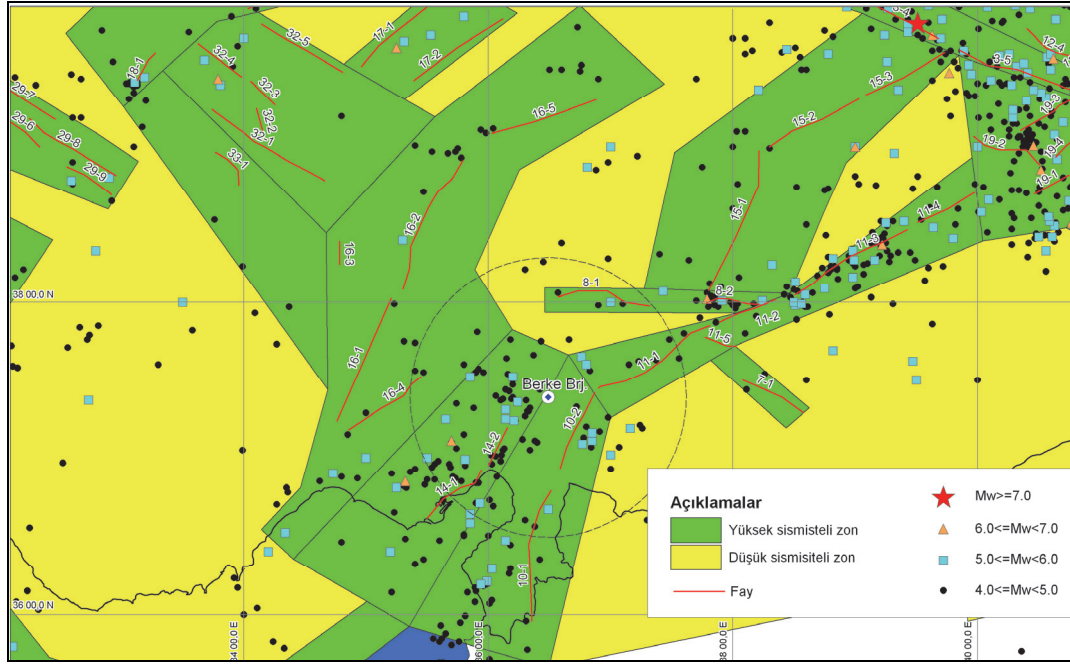 3-4
32-5
17-1
17-2
12-4
3-5
32-4
18-1
15-3
29-7
32-3
16-5
19-3
15-2
29-6
32-2
29-8
32-1
19-2
19-4
33-1
29-9
19-1
15-1
11-4
16-2
16-3
11-3
8-1
8-2
38 00,0 N
11-2
11-5
16-1
11-1
7-1
Berke Brj.
16-4
10-2
14-2
14-1
10-1
Açıklamalar
Yüksek sismisteli zon
Düşük sismisiteli zon
Fay
Mw>=7.0
6.0<=Mw<7.0
5.0<=Mw<6.0
4.0<=Mw<5.0
36 00,0 N
34 00,0 E
36 00,0 E
38 00,0 E
40 00,0 E